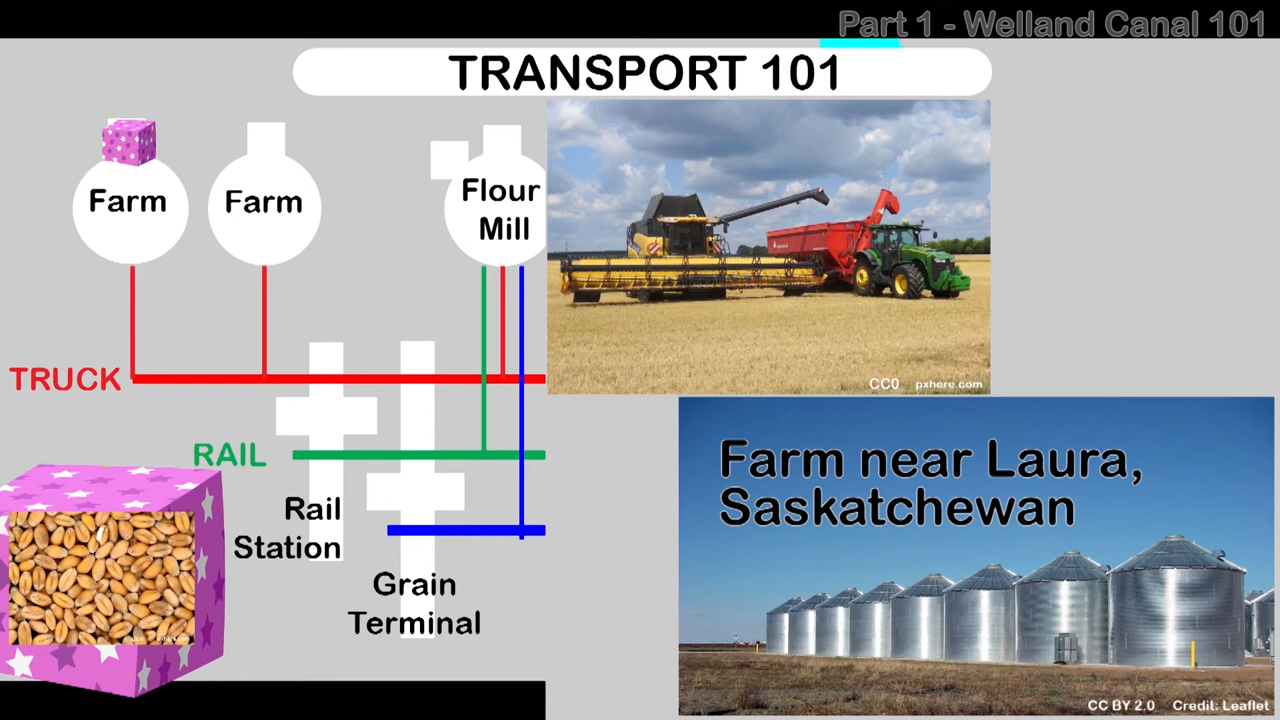 Part 1 - Welland Canal 101
TRANSPORT 101
Farm
Farm
Flour
Mill
CC0 pxhere.com
TRUCK
RAIL
Farm near Laura,
Saskatchewan
Rail
Station
Grain
Terminal
CC BY 2.0 Credit: Leaflet